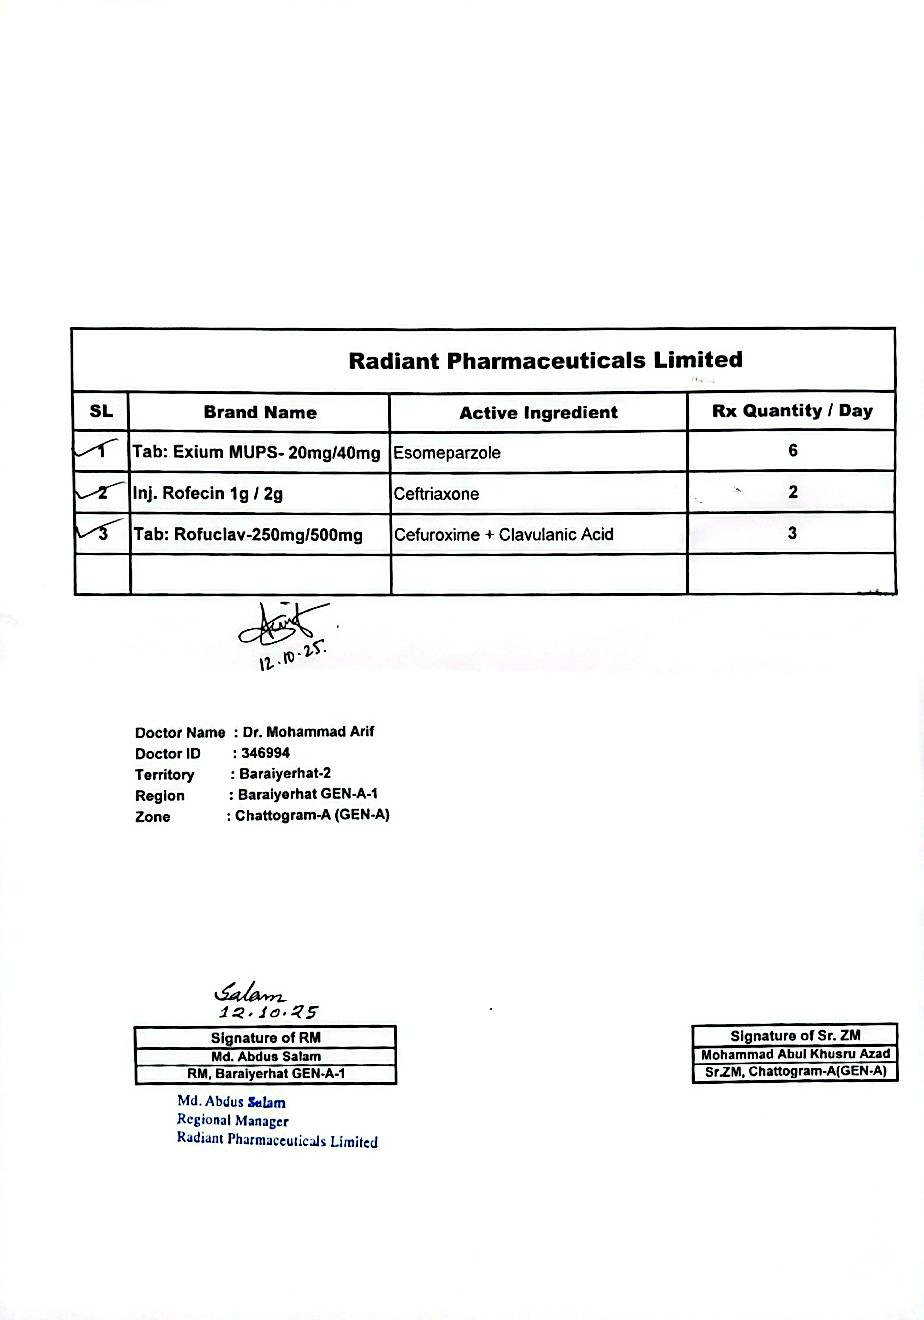 Radiant Pharmaceuticals Limited
SL Brand Name Active Ingredient Rx Quantity / Day
1 Tab: Exium MUPS- 20mg/40mg Esomeparzole 6
2 Inj. Rofecin 1g / 2g Ceftriaxone 2
3 Tab: Rofuclav-250mg/500mg Cefuroxime + Clavulanic Acid 3
12.10.25.
Doctor Name : Dr. Mohammad Arif
Doctor ID : 346994
Territory : Baraiyerhat-2
Region : Baraiyerhat GEN-A-1
Zone : Chattogram-A (GEN-A)
Salam
12.10.25
Signature of RM
Md. Abdus Salam
RM, Baraiyerhat GEN-A-1
Md. Abdus Salam
Regional Manager
Radiant Pharmaceuticals Limited
Signature of Sr. ZM
Mohammad Abul Khusru Azad
Sr.ZM, Chattogram-A(GEN-A)